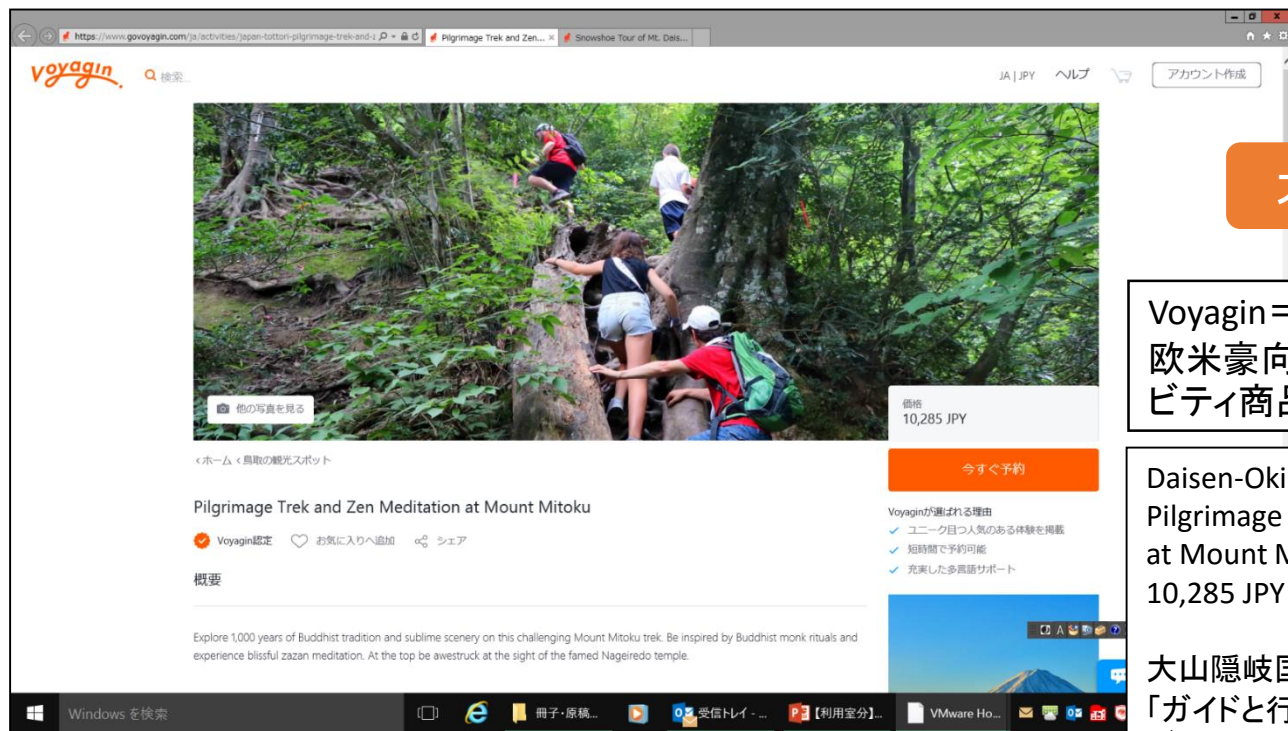 https://www.govoyagin.com/ja/activities/japan-tottori-pilgrimage-trek-and-z
Pilgrimage Trek and Zen...
Snowshoe Tour of Mt. Dais...
voyagin
検索...
JA | JPY
ヘルプ
アカウント作成
他の写真を見る
価格
10,285 JPY
今すぐ予約
<ホーム <鳥取の観光スポット
Pilgrimage Trek and Zen Meditation at Mount Mitoku
Voyagin認定
お気に入りへ追加
シェア
概要
Explore 1,000 years of Buddhist tradition and sublime scenery on this challenging Mount Mitoku trek. Be inspired by Buddhist monk rituals and
experience blissful zazan meditation. At the top be awestruck at the sight of the famed Nageiredo temple.
Voyaginが選ばれる理由
ユニーク且つ人気のある体験を掲載
短時間で予約可能
充実した多言語サポート
Voyagin=
欧米豪向
ビティ商品
Daisen-Oki
Pilgrimage
at Mount M
10,285 JPY
大山隠岐国
「ガイドと行
Windows を検索
冊子・原稿...
受信トレイ - ...
【利用室分】...
VMware Ho...